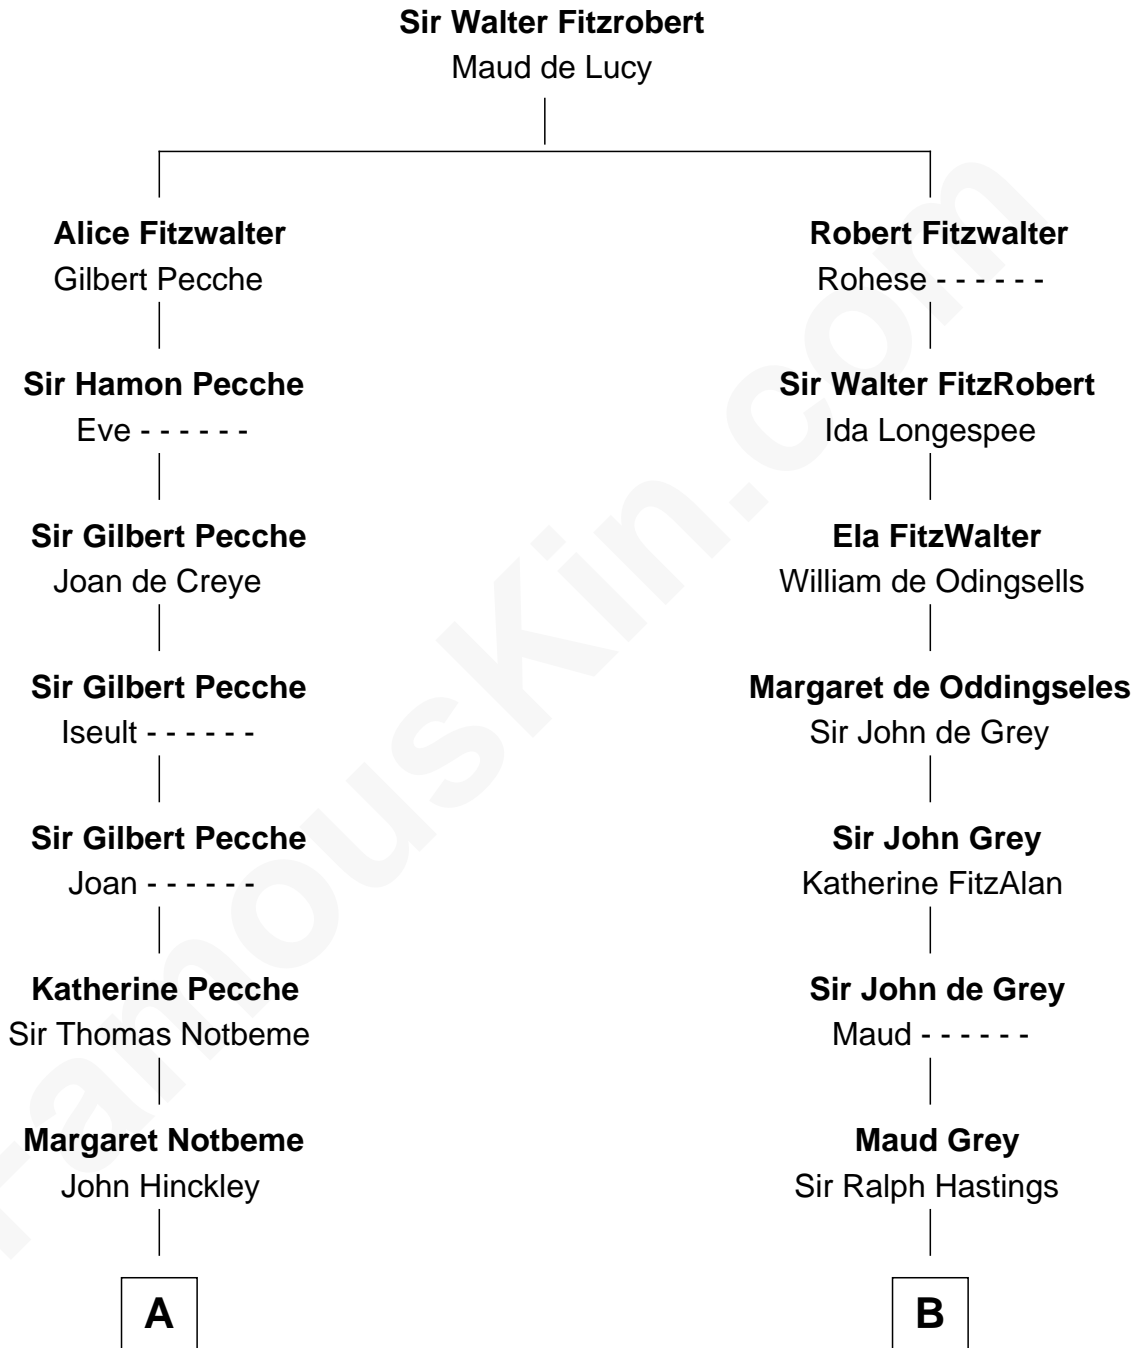 Sir Walter Fitzrobert
Maud de Lucy
Alice Fitzwalter
Gilbert Pecche
Robert Fitzwalter
Rohese - - - - - -
Sir Hamon Pecche
Eve - - - - - -
Sir Walter FitzRobert
Ida Longespee
Sir Gilbert Pecche
Joan de Creye
Ela FitzWalter
William de Odingsells
Sir Gilbert Pecche
Iseult - - - - - -
Margaret de Oddingseles
Sir John de Grey
Sir Gilbert Pecche
Joan - - - - - -
Sir John Grey
Katherine FitzAlan
Katherine Pecche
Sir Thomas Notbeme
Sir John de Grey
Maud - - - - - -
Margaret Notbeme
John Hinckley
Maud Grey
Sir Ralph Hastings
A
B
FamousKin.com